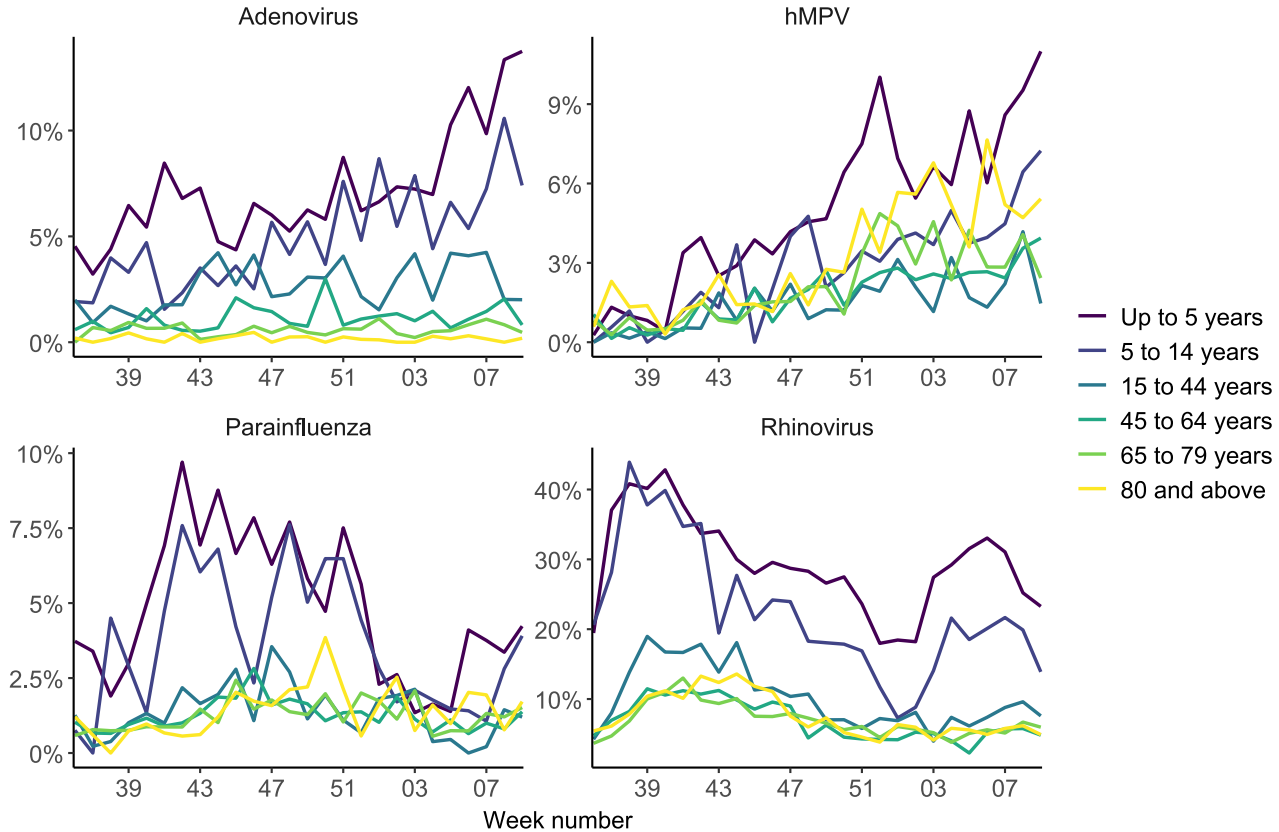 Adenovirus
10%
5%
0%
39 43 47 51 03 07
hMPV
9%
6%
3%
0%
39 43 47 51 03 07
Up to 5 years
5 to 14 years
15 to 44 years
45 to 64 years
65 to 79 years
80 and above
Parainfluenza
10%
7.5%
5%
2.5%
0%
39 43 47 51 03 07
Rhinovirus
40%
30%
20%
10%
39 43 47 51 03 07
Week number